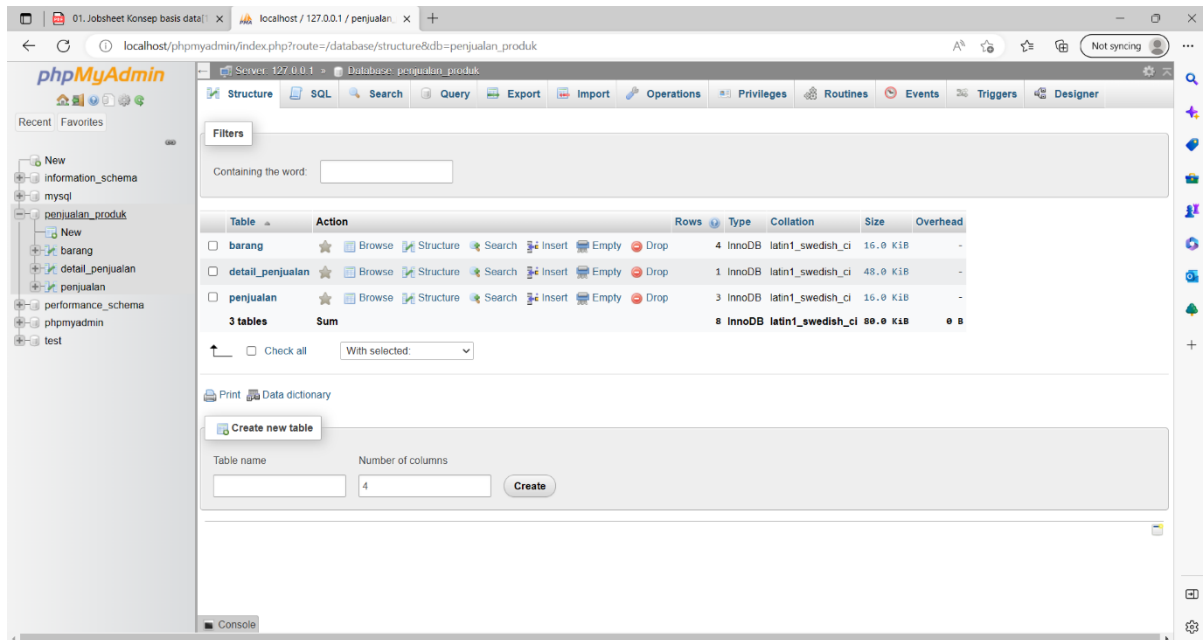 01. Jobsheet Konsep basis data[1
localhost / 127.0.0.1 / penjualan_
localhost/phpmyadmin/index.php?route=/database/structure&db=penjualan_produk
Not syncing
phpMyAdmin
Recent Favorites
New
information_schema
mysql
penjualan_produk
New
barang
detail_penjualan
penjualan
performance_schema
phpmyadmin
test
Server: 127.0.0.1 » Database: penjualan_produk
Structure SQL Search Query Export Import Operations Privileges Routines Events Triggers Designer
Filters
Containing the word:
Table Action Rows Type Collation Size Overhead
barang Browse Structure Search Insert Empty Drop 4 InnoDB latin1_swedish_ci 16.0 KiB -
detail_penjualan Browse Structure Search Insert Empty Drop 1 InnoDB latin1_swedish_ci 48.0 KiB -
penjualan Browse Structure Search Insert Empty Drop 3 InnoDB latin1_swedish_ci 16.0 KiB -
3 tables Sum 8 InnoDB latin1_swedish_ci 80.0 KiB 0 B
Check all With selected:
Print Data dictionary
Create new table
Table name Number of columns
4 Create
Console